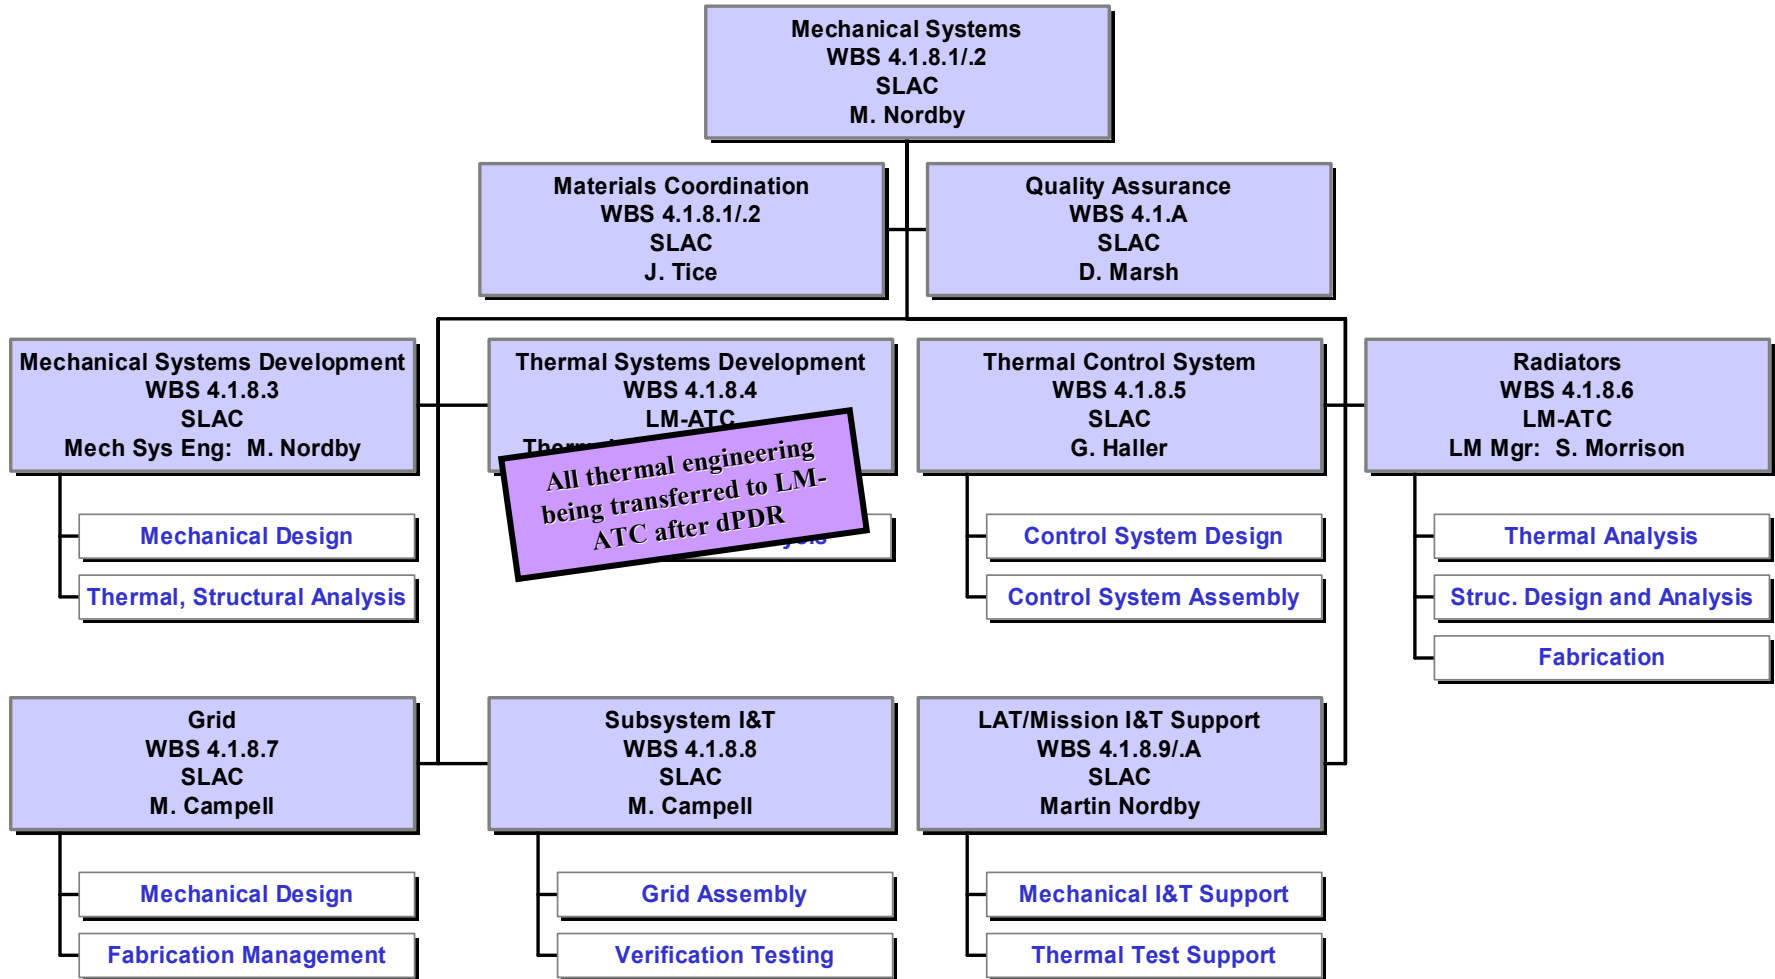 Mechanical Systems
WBS 4.1.8.1/.2
SLAC
M. Nordby
Materials Coordination
WBS 4.1.8.1/.2
SLAC
J. Tice
Quality Assurance
WBS 4.1.A
SLAC
D. Marsh
Mechanical Systems Development
WBS 4.1.8.3
SLAC
Mech Sys Eng: M. Nordby
Mechanical Design
Thermal, Structural Analysis
Thermal Systems Development
WBS 4.1.8.4
LM-ATC
All thermal engineering
being transferred to LM-
ATC after dPDR
Thermal Control System
WBS 4.1.8.5
SLAC
G. Haller
Control System Design
Control System Assembly
Radiators
WBS 4.1.8.6
LM-ATC
LM Mgr: S. Morrison
Thermal Analysis
Struc. Design and Analysis
Fabrication
Grid
WBS 4.1.8.7
SLAC
M. Campell
Mechanical Design
Fabrication Management
Subsystem I&T
WBS 4.1.8.8
SLAC
M. Campell
Grid Assembly
Verification Testing
LAT/Mission I&T Support
WBS 4.1.8.9/.A
SLAC
Martin Nordby
Mechanical I&T Support
Thermal Test Support